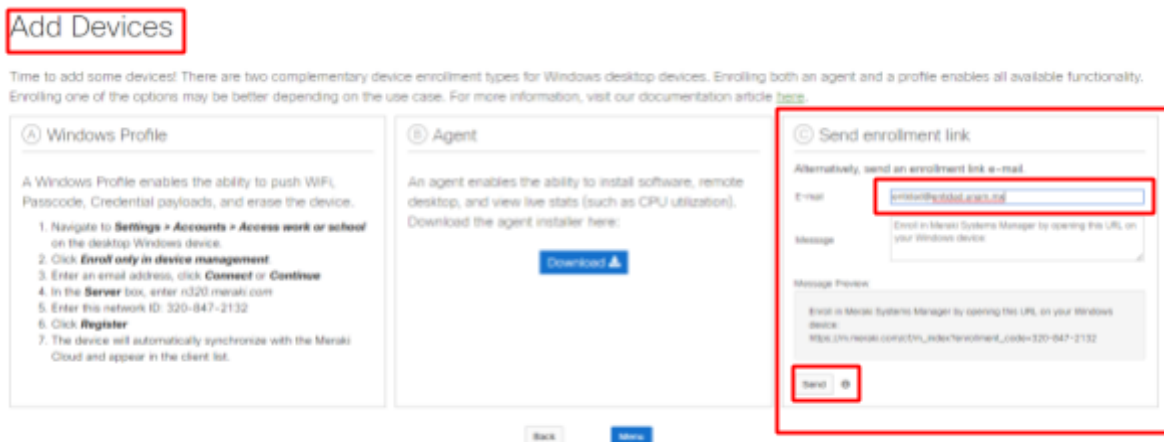 Add Devices
Time to add some devices! There are two complementary device enrollment types for Windows desktop devices. Enrolling both an agent and a profile enables all available functionality.
Enrolling one of the options may be better depending on the use case. For more information, visit our documentation article here.
A Windows Profile
A Windows Profile enables the ability to push WiFi,
Passcode, Credential payloads, and erase the device.
1. Navigate to Settings > Accounts > Access work or school
on the desktop Windows device.
2. Click Enroll only in device management
3. Enter an email address, click Connect or Continue
4. In the Server box, enter n320.meraki.com
5. Enter this network ID: 320-847-2132
6. Click Register
7. The device will automatically synchronize with the Meraki
Cloud and appear in the client list.
B Agent
An agent enables the ability to install software, remote
desktop, and view live stats (such as CPU utilization).
Download the agent installer here:
Download
C Send enrollment link
Alternatively, send an enrollment link e-mail.
E-mail
Message
Enroll in Meraki Systems Manager by opening this URL on
your Windows device:
Message Preview:
Enroll in Meraki Systems Manager by opening this URL on your Windows
device:
https://m.meraki.com/ct/m_index?enrollment_code=320-847-2132
Send
Back
Menu